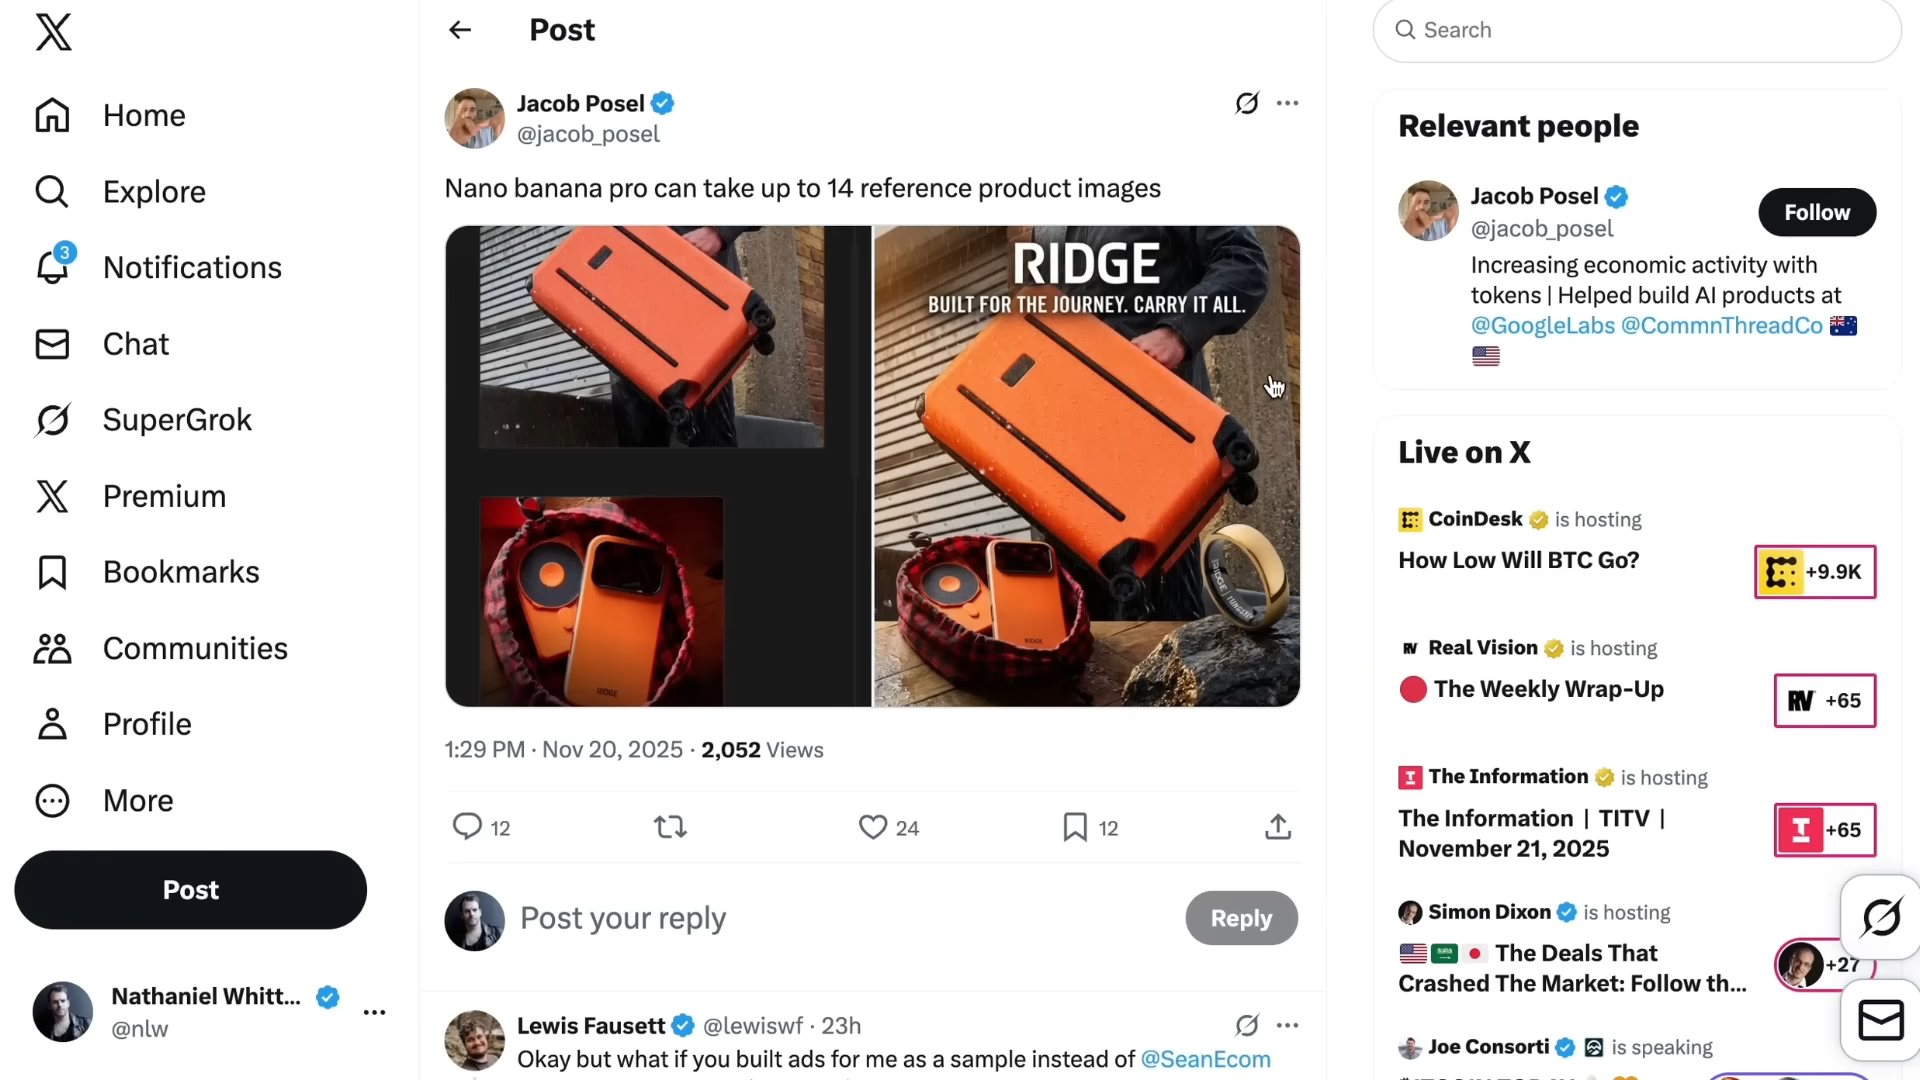 Home
Explore
3
Notifications
Chat
SuperGrok
Premium
Bookmarks
Communities
Profile
More
Post
Nathaniel Whitt...
@nlw
Post
Jacob Posel
@jacob_posel
Nano banana pro can take up to 14 reference product images
RIDGE
BUILT FOR THE JOURNEY. CARRY IT ALL.
RIDGE
RIDGE
RIDGE
1:29 PM · Nov 20, 2025 · 2,052 Views
12
24
12
Post your reply
Reply
Lewis Fausett @lewiswf · 23h
Okay but what if you built ads for me as a sample instead of @SeanEcom
Search
Relevant people
Jacob Posel
@jacob_posel
Follow
Increasing economic activity with
tokens | Helped build AI products at
@GoogleLabs @CommnThreadCo
Live on X
CoinDesk is hosting
How Low Will BTC Go?
+9.9K
RV Real Vision is hosting
The Weekly Wrap-Up
RV +65
The Information is hosting
The Information | TITV |
November 21, 2025
+65
Simon Dixon is hosting
The Deals That
Crashed The Market: Follow th...
+27
Joe Consorti is speaking